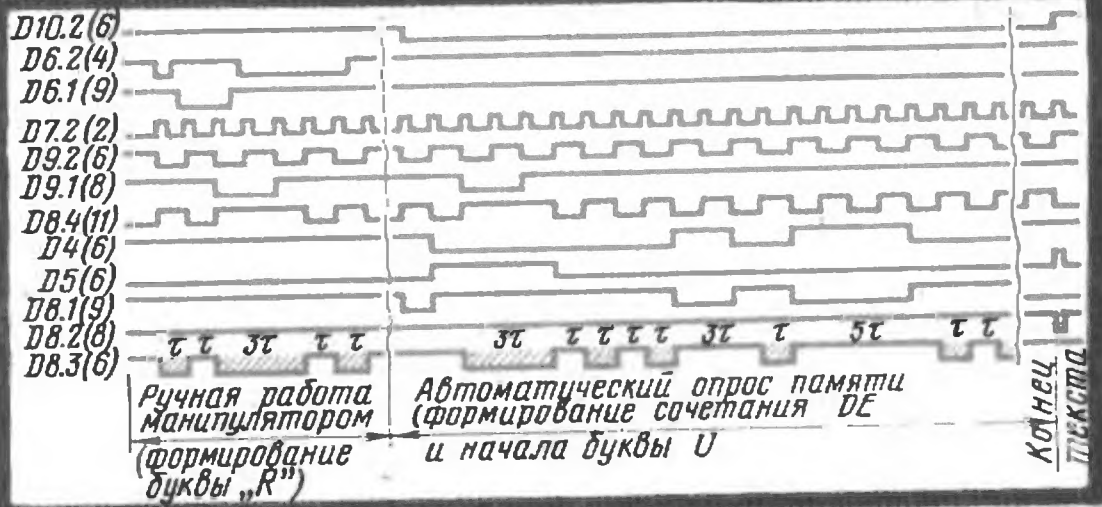 D10.2(6)
D6.2(4)
D6.1(9)
D7.2(2)
D9.2(6)
D9.1(8)
D8.4(11)
D4(6)
D5(6)
D8.1(9)
D8.2(8)
D8.3(6)
τ τ 3τ τ τ 3τ τ τ τ τ 3τ τ 5τ τ τ
Ручная работа
манипулятором
(формирование
буквы „R")
Автоматический опрос памяти
(формирование сочетания DE
и начала буквы U
Конец
текста